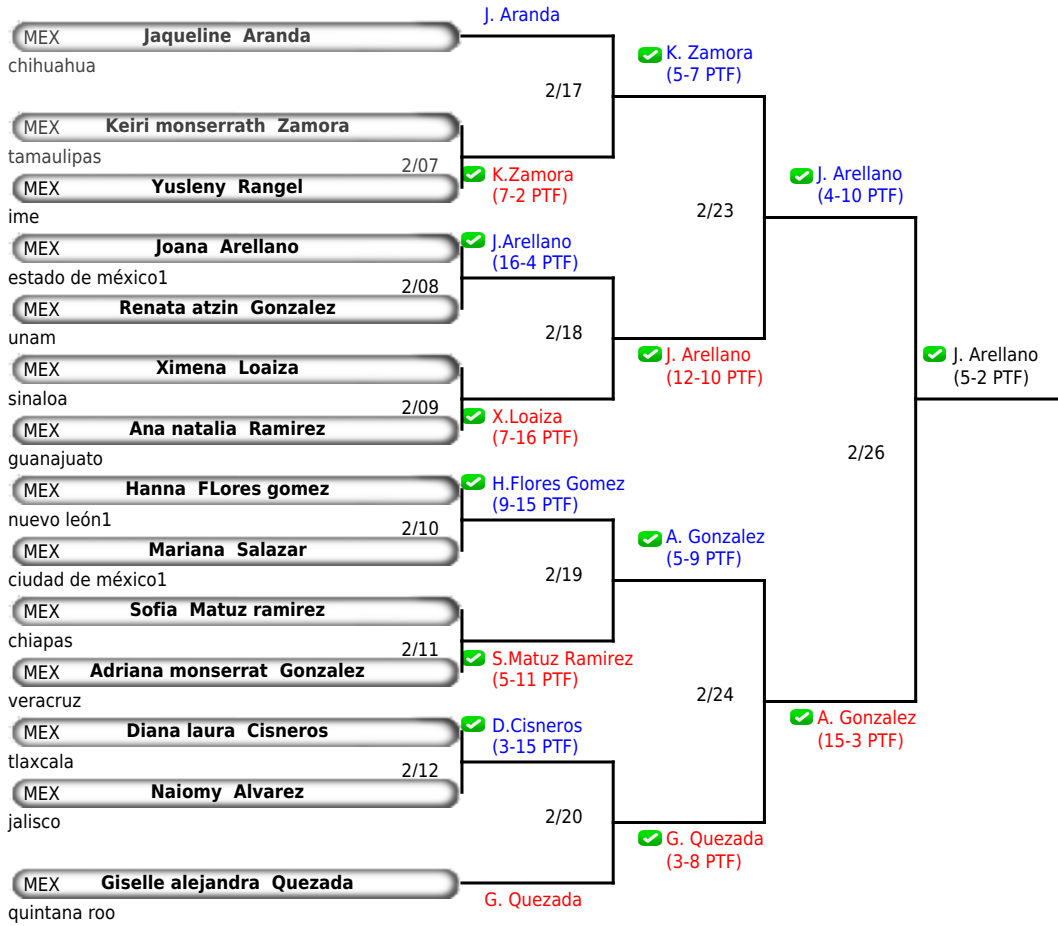 J. Aranda
MEX Jaqueline Aranda
chihuahua
K. Zamora
(5-7 PTF)
2/17
MEX Keiri monserrath Zamora
tamaulipas
2/07
K.Zamora
(7-2 PTF)
MEX Yusleny Rangel
ime
J. Arellano
(4-10 PTF)
2/23
MEX Joana Arellano
estado de méxico1
J.Arellano
(16-4 PTF)
2/08
MEX Renata atzin Gonzalez
unam
2/18
J. Arellano
(12-10 PTF)
J. Arellano
(5-2 PTF)
MEX Ximena Loaiza
sinaloa
2/09
X.Loaiza
(7-16 PTF)
MEX Ana natalia Ramirez
guanajuato
2/26
MEX Hanna FLores gomez
nuevo león1
H.Flores Gomez
(9-15 PTF)
2/10
MEX Mariana Salazar
ciudad de méxico1
A. Gonzalez
(5-9 PTF)
2/19
MEX Sofia Matuz ramirez
chiapas
2/11
S.Matuz Ramirez
(5-11 PTF)
MEX Adriana monserrat Gonzalez
veracruz
2/24
A. Gonzalez
(15-3 PTF)
MEX Diana laura Cisneros
tlaxcala
D.Cisneros
(3-15 PTF)
2/12
MEX Naiomy Alvarez
jalisco
2/20
G. Quezada
(3-8 PTF)
MEX Giselle alejandra Quezada
quintana roo
G. Quezada